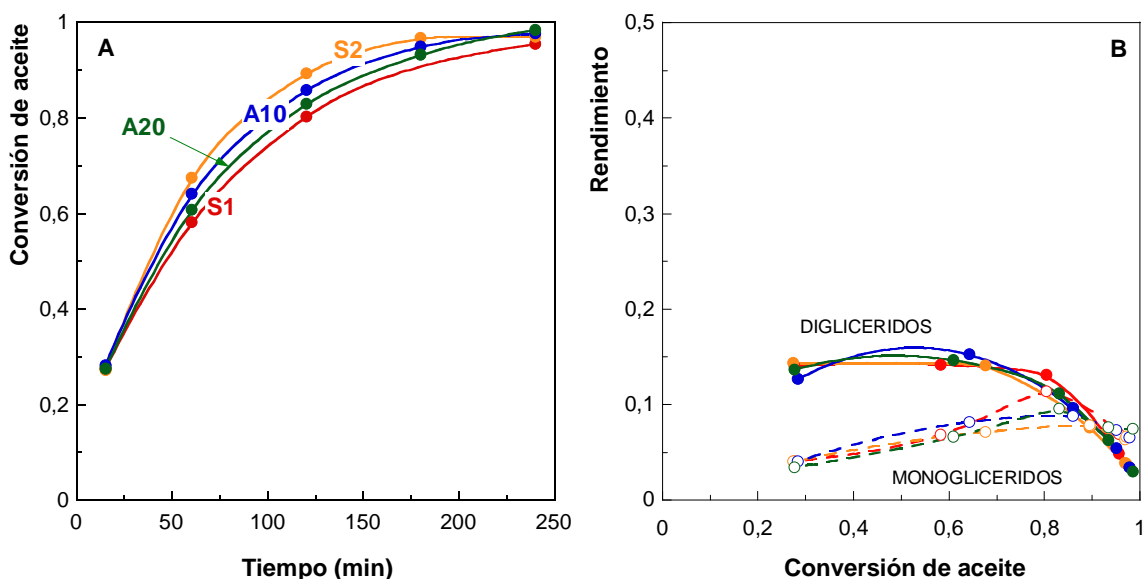 A
Conversión de aceite
1
0,8
0,6
0,4
0,2
0
S2
A10
A20
S1
0 50 100 150 200 250
Tiempo (min)
B
Rendimiento
0,5
0,4
0,3
0,2
0,1
0
DIGLICERIDOS
MONOGLICERIDOS
0 0,2 0,4 0,6 0,8 1
Conversión de aceite